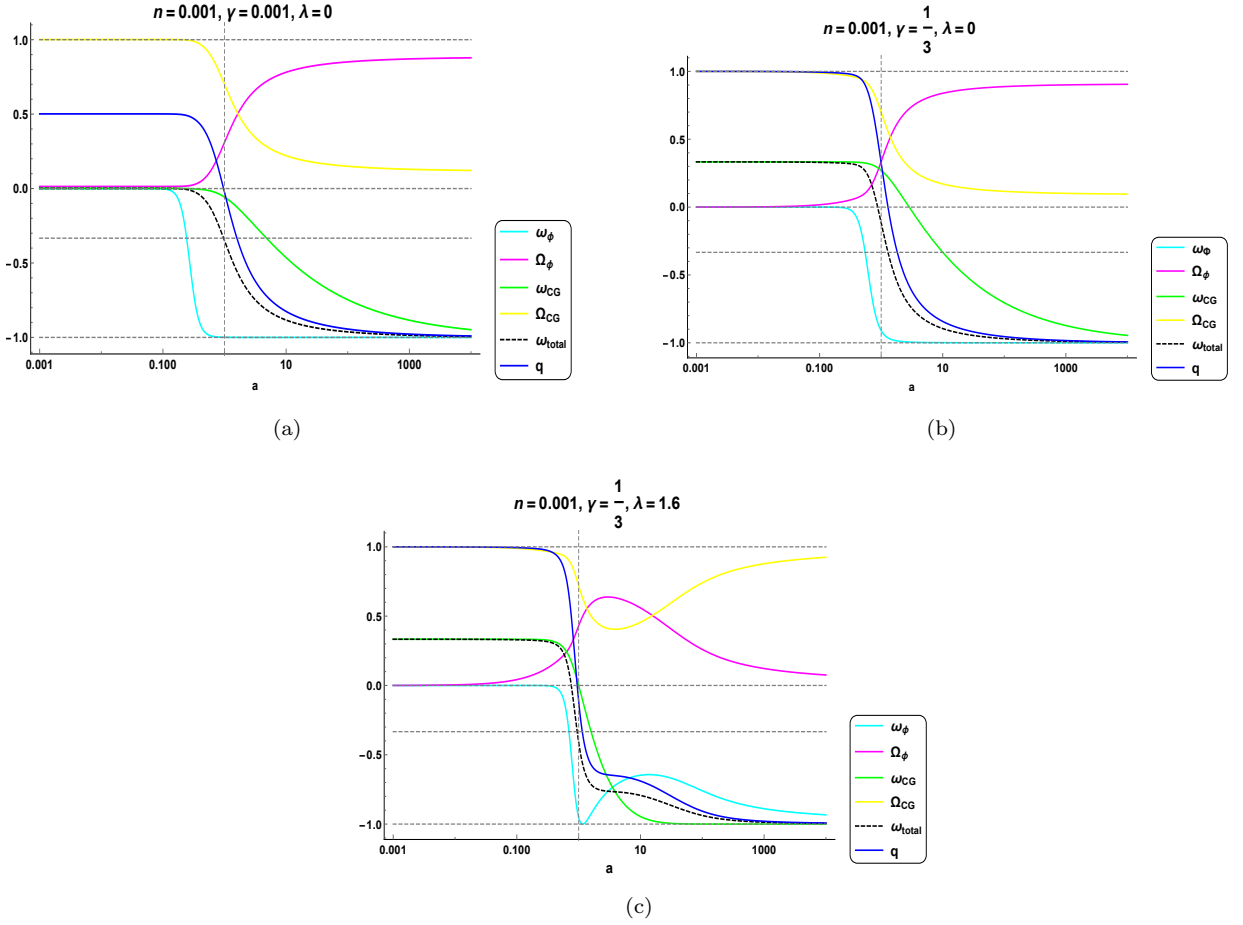 n = 0.001, γ = 0.001, λ = 0
1.0
0.5
0.0
−0.5
−1.0
0.001
0.100
10
1000
a
ω_ϕ
Ω_ϕ
ω_CG
Ω_CG
ω_total
q
(a)
n = 0.001, γ = 1/3, λ = 0
1.0
0.5
0.0
−0.5
−1.0
0.001
0.100
10
1000
a
ω_Φ
Ω_ϕ
ω_CG
Ω_CG
ω_total
q
(b)
n = 0.001, γ = 1/3, λ = 1.6
1.0
0.5
0.0
−0.5
−1.0
0.001
0.100
10
1000
a
ω_ϕ
Ω_ϕ
ω_CG
Ω_CG
ω_total
q
(c)